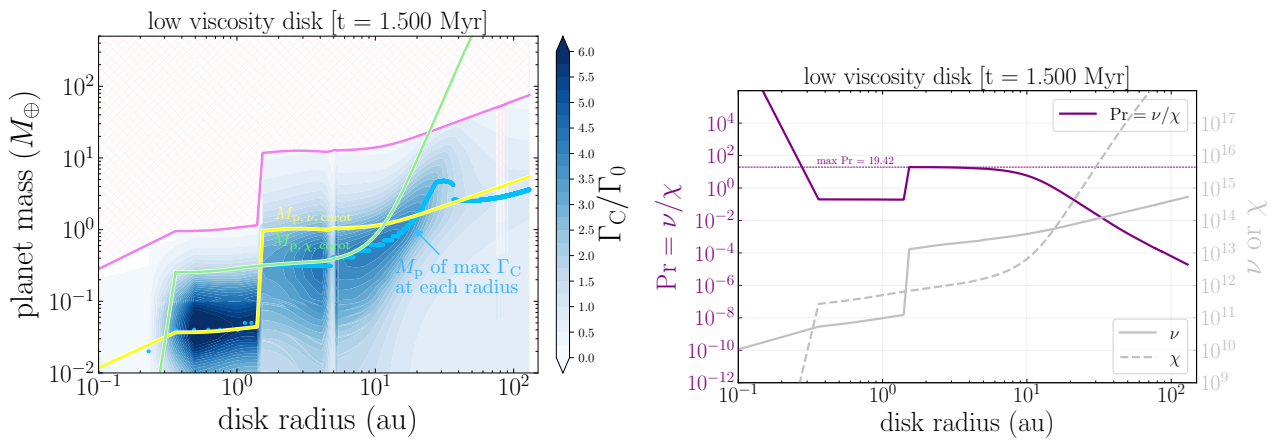 low viscosity disk [t = 1.500 Myr]
planet mass (M⊕)
10²
10¹
10⁰
10⁻¹
10⁻²
M_p,ν,corot
M_p,χ,corot
M_p of max Γ_C
at each radius
10⁻¹ 10⁰ 10¹ 10²
disk radius (au)
6.0
5.5
5.0
4.5
4.0
3.5
3.0
2.5
2.0
1.5
1.0
0.5
0.0
Γ_C/Γ_0
low viscosity disk [t = 1.500 Myr]
Pr = ν/χ
10⁴
10²
10⁰
10⁻²
10⁻⁴
10⁻⁶
10⁻⁸
10⁻¹⁰
10⁻¹²
Pr = ν/χ
max Pr = 19.42
ν
χ
10⁻¹ 10⁰ 10¹ 10²
disk radius (au)
10¹⁷
10¹⁶
10¹⁵
10¹⁴
10¹³
10¹²
10¹¹
10¹⁰
10⁹
ν or χ